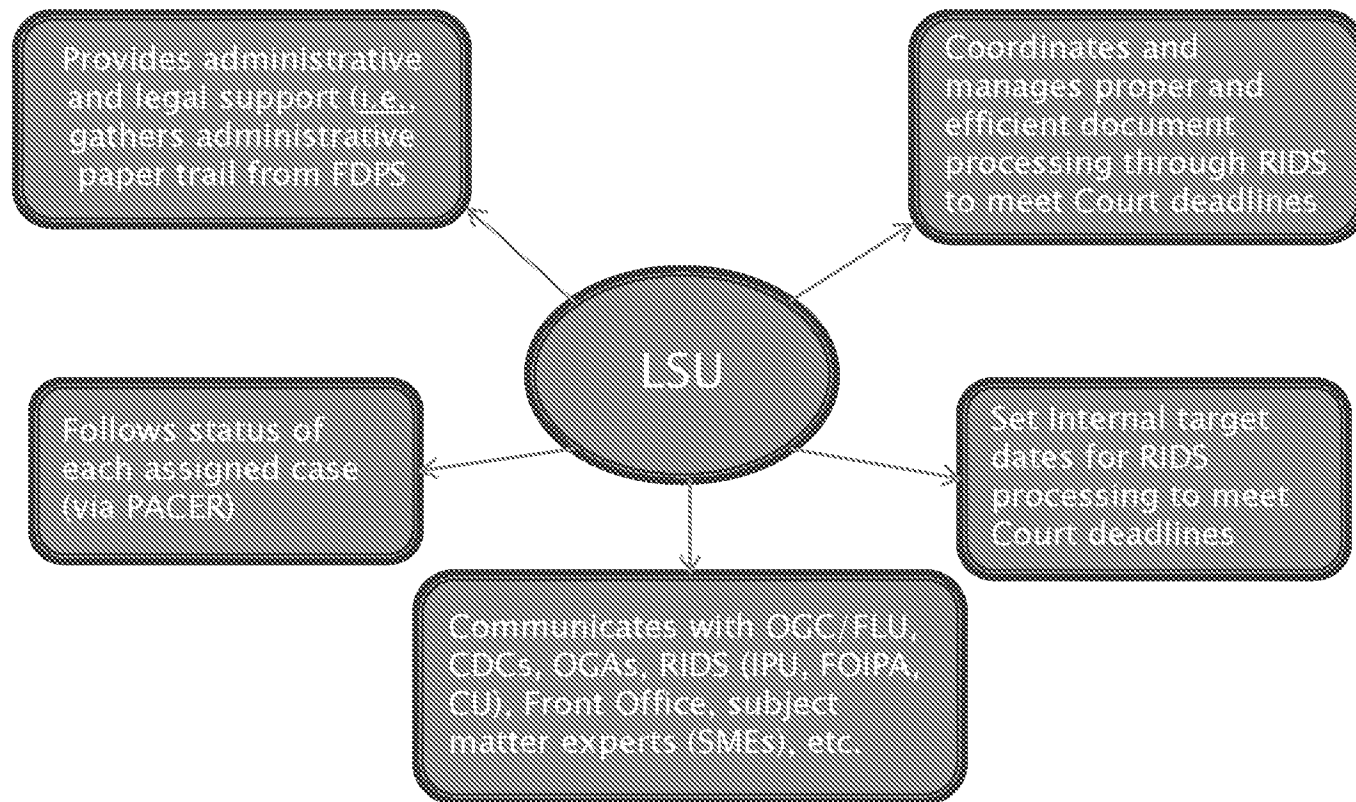 Provides administrative
and legal support (i.e.,
gathers administrative
paper trail from FDPS
Coordinates and
manages proper and
efficient document
processing through RIDS
to meet Court deadlines
LSU
Follows status of
each assigned case
(via PACER)
Set internal target
dates for RIDS
processing to meet
Court deadlines
Communicates with OGC/FLU,
CDCs, OGAs, RIDS (IPU, FOIPA,
CU), Front Office, subject
matter experts (SMEs), etc.